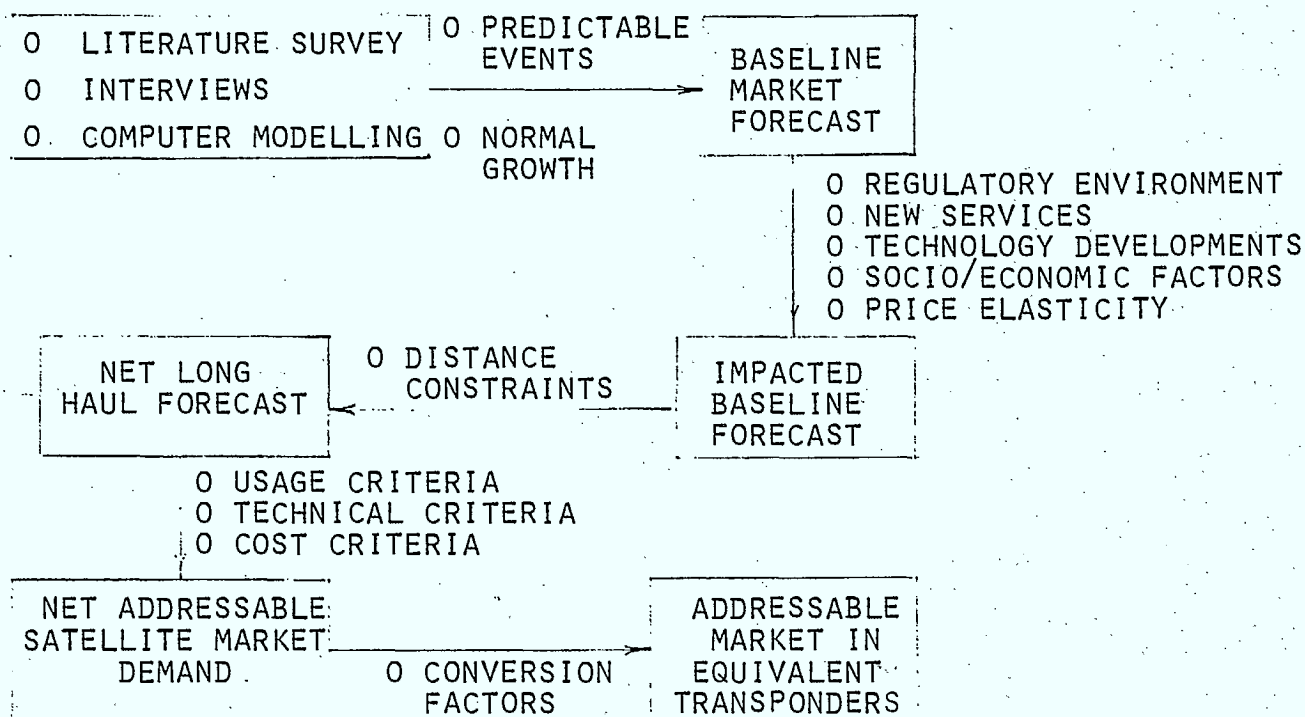 O LITERATURE SURVEY
O INTERVIEWS
O COMPUTER MODELLING
O PREDICTABLE
EVENTS
O NORMAL
GROWTH
BASELINE
MARKET
FORECAST
O REGULATORY ENVIRONMENT
O NEW SERVICES
O TECHNOLOGY DEVELOPMENTS
O SOCIO/ECONOMIC FACTORS
O PRICE ELASTICITY
IMPACTED
BASELINE
FORECAST
O DISTANCE
CONSTRAINTS
NET LONG
HAUL FORECAST
O USAGE CRITERIA
O TECHNICAL CRITERIA
O COST CRITERIA
NET ADDRESSABLE
SATELLITE MARKET
DEMAND
O CONVERSION
FACTORS
ADDRESSABLE
MARKET IN
EQUIVALENT
TRANSPONDERS